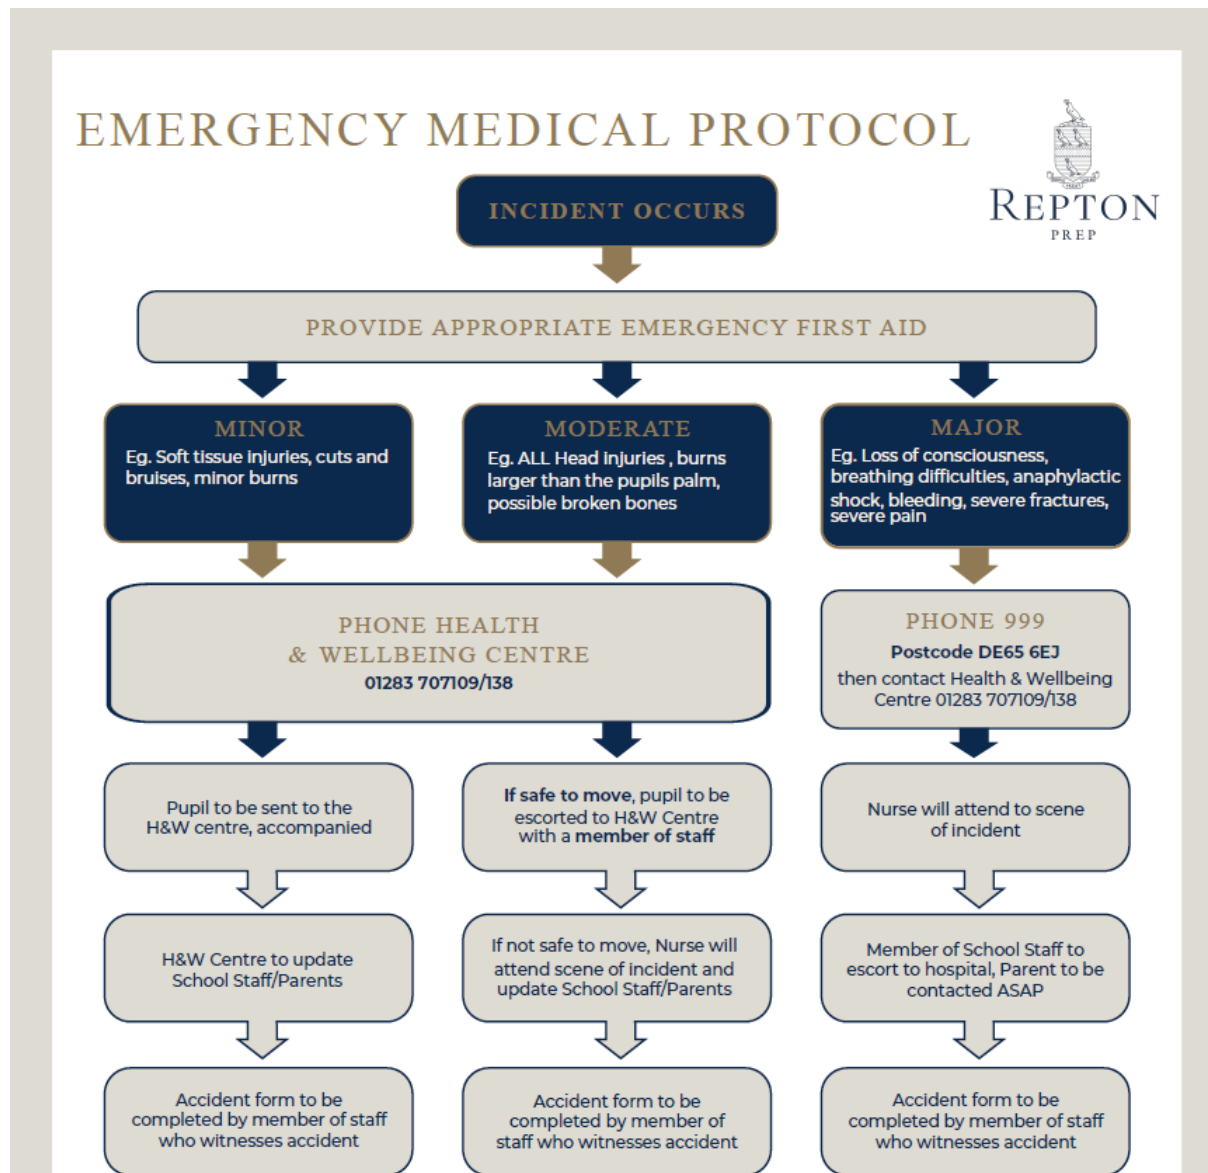 EMERGENCY MEDICAL PROTOCOL
REPTON
PREP
INCIDENT OCCURS
PROVIDE APPROPRIATE EMERGENCY FIRST AID
MINOR
Eg. Soft tissue injuries, cuts and
bruises, minor burns
MODERATE
Eg. ALL Head injuries , burns
larger than the pupils palm,
possible broken bones
MAJOR
Eg. Loss of consciousness,
breathing difficulties, anaphylactic
shock, bleeding, severe fractures,
severe pain
PHONE HEALTH
& WELLBEING CENTRE
01283 707109/138
PHONE 999
Postcode DE65 6EJ
then contact Health & Wellbeing
Centre 01283 707109/138
Pupil to be sent to the
H&W centre, accompanied
If safe to move, pupil to be
escorted to H&W Centre
with a member of staff
Nurse will attend to scene
of incident
H&W Centre to update
School Staff/Parents
If not safe to move, Nurse will
attend scene of incident and
update School Staff/Parents
Member of School Staff to
escort to hospital, Parent to be
contacted ASAP
Accident form to be
completed by member of staff
who witnesses accident
Accident form to be
completed by member of
staff who witnesses accident
Accident form to be
completed by member of staff
who witnesses accident